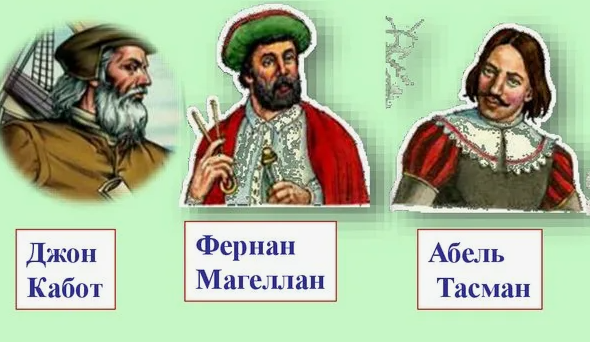 Джон
Кабот
Фернан
Магеллан
Абель
Тасман